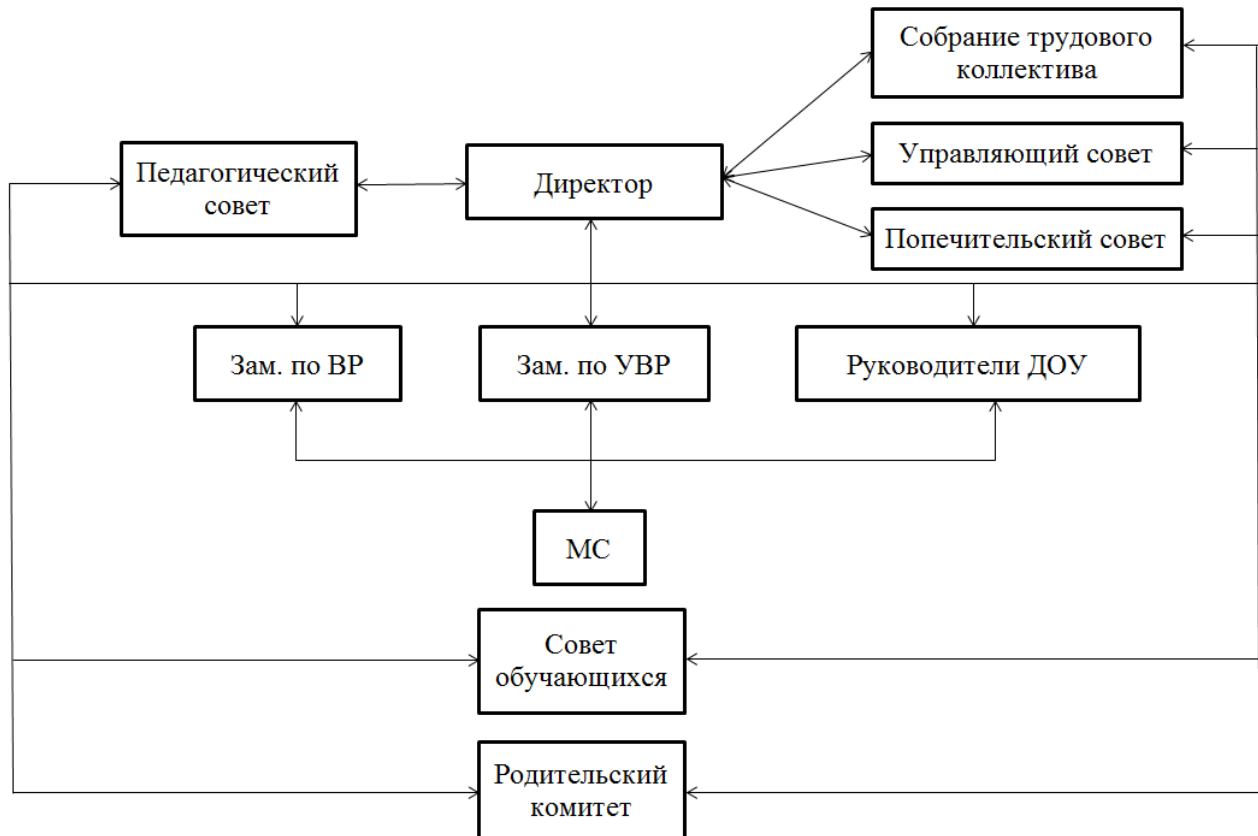 Собрание трудового
коллектива
Педагогический
совет
Директор
Управляющий совет
Попечительский совет
Зам. по ВР
Зам. по УВР
Руководители ДОУ
МС
Совет
обучающихся
Родительский
комитет